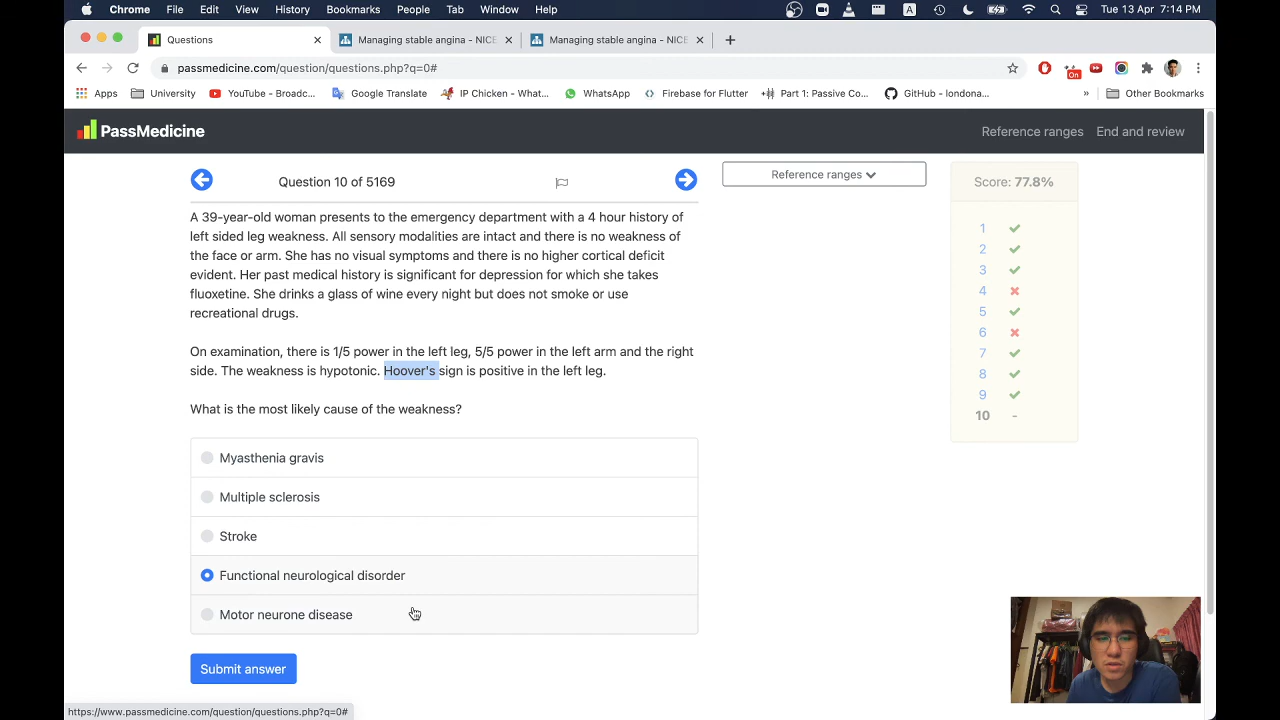 Chrome File Edit View History Bookmarks People Tab Window Help Tue 13 Apr 7:14 PM
Questions Managing stable angina - NICE Managing stable angina - NICE
passmedicine.com/question/questions.php?q=0# On
Apps University YouTube - Broadc... Google Translate IP Chicken - What... WhatsApp Firebase for Flutter Part 1: Passive Co... GitHub - londona... » Other Bookmarks
PassMedicine Reference ranges End and review
Question 10 of 5169 Reference ranges Score: 77.8%
A 39-year-old woman presents to the emergency department with a 4 hour history of
left sided leg weakness. All sensory modalities are intact and there is no weakness of
the face or arm. She has no visual symptoms and there is no higher cortical deficit
evident. Her past medical history is significant for depression for which she takes
fluoxetine. She drinks a glass of wine every night but does not smoke or use
recreational drugs.
On examination, there is 1/5 power in the left leg, 5/5 power in the left arm and the right
side. The weakness is hypotonic. Hoover's sign is positive in the left leg.
What is the most likely cause of the weakness?
Myasthenia gravis
Multiple sclerosis
Stroke
Functional neurological disorder
Motor neurone disease
Submit answer
1
2
3
4
5
6
7
8
9
10 -
https://www.passmedicine.com/question/questions.php?q=0#